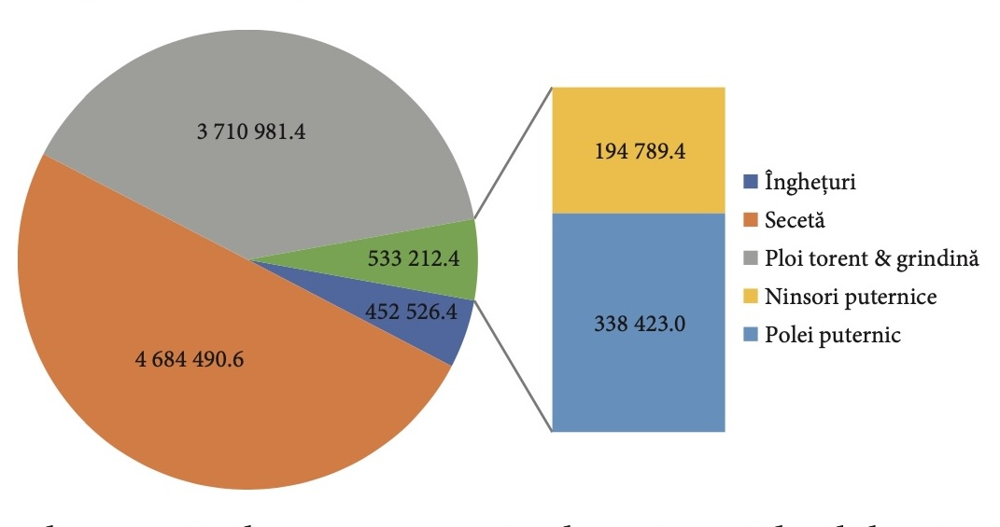 3 710 981.4
533 212.4
452 526.4
4 684 490.6
194 789.4
338 423.0
Înghețuri
Secetă
Ploi torent & grindină
Ninsori puternice
Polei puternic